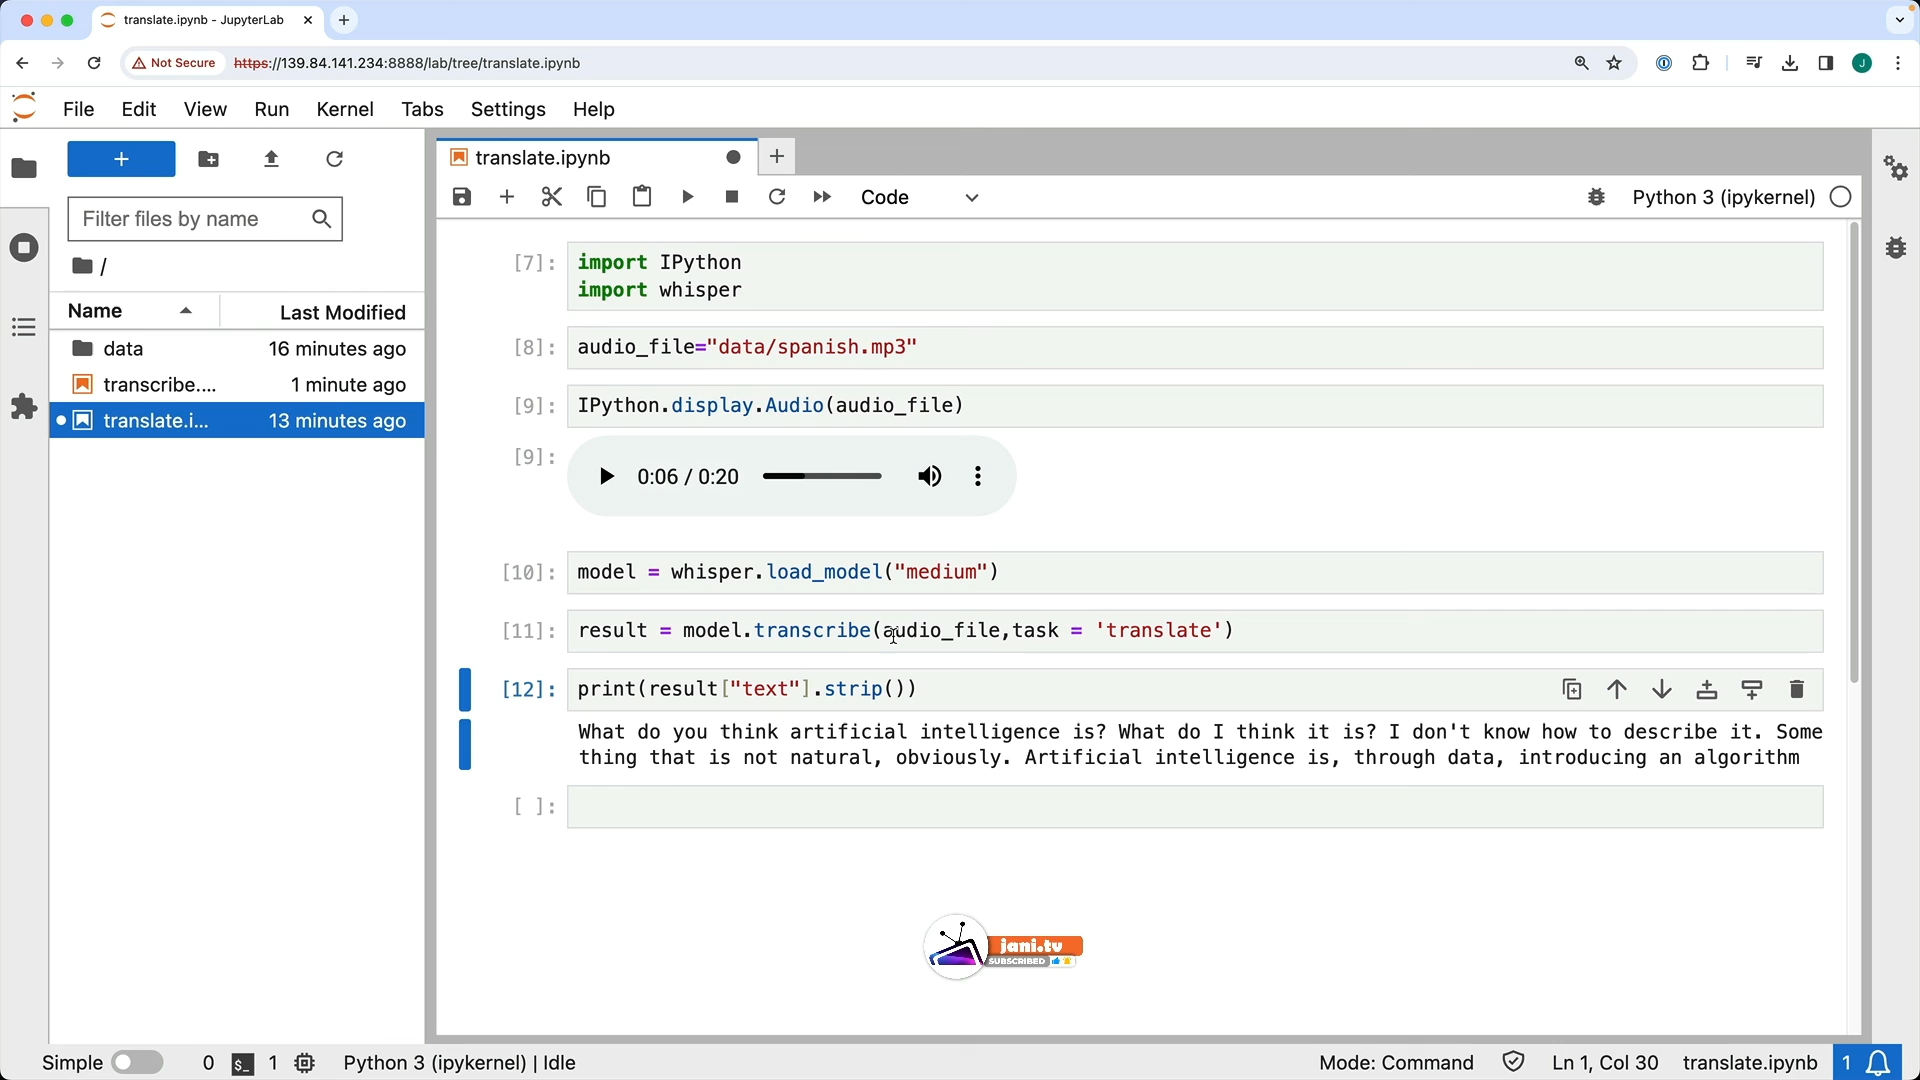 translate.ipynb - JupyterLab
Not Secure https://139.84.141.234:8888/lab/tree/translate.ipynb
J
File Edit View Run Kernel Tabs Settings Help
translate.ipynb
Filter files by name
Code
Python 3 (ipykernel)
/
Name Last Modified
data 16 minutes ago
transcribe.... 1 minute ago
translate.i... 13 minutes ago
[7]: import IPython
import whisper
[8]: audio_file="data/spanish.mp3"
[9]: IPython.display.Audio(audio_file)
[9]: 0:06 / 0:20
[10]: model = whisper.load_model("medium")
[11]: result = model.transcribe(audio_file,task = 'translate')
[12]: print(result["text"].strip())
What do you think artificial intelligence is? What do I think it is? I don't know how to describe it. Some
thing that is not natural, obviously. Artificial intelligence is, through data, introducing an algorithm
[ ]:
jani.tv
SUBSCRIBED
Simple 0 $_ 1 Python 3 (ipykernel) | Idle Mode: Command Ln 1, Col 30 translate.ipynb 1